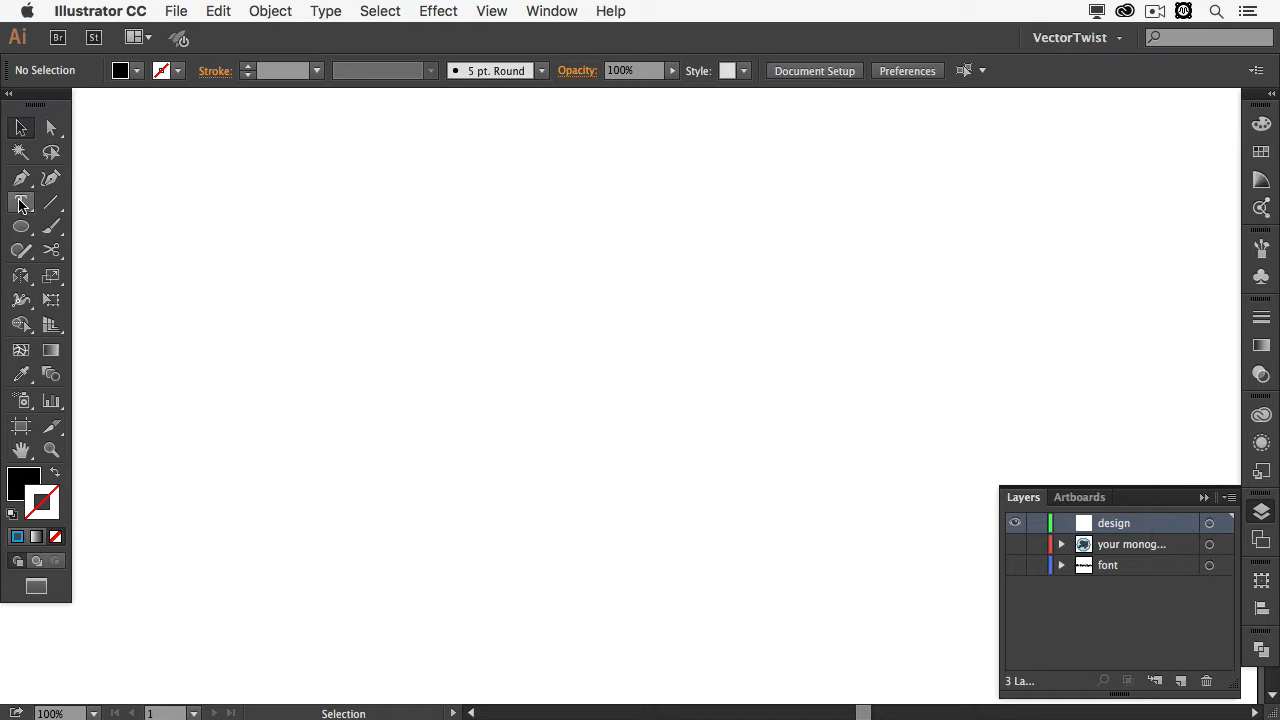 Illustrator CC File Edit Object Type Select Effect View Window Help
Ai Br St VectorTwist
No Selection Stroke: 5 pt. Round Opacity: 100% Style: Document Setup Preferences
T
Layers Artboards
design
your monog...
font
3 La...
100% 1 Selection